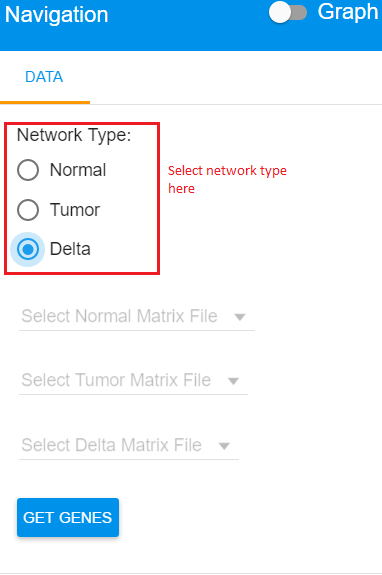 Navigation
Graph
DATA
Network Type:
Normal
Select network type
here
Tumor
Delta
Select Normal Matrix File
Select Tumor Matrix File
Select Delta Matrix File
GET GENES